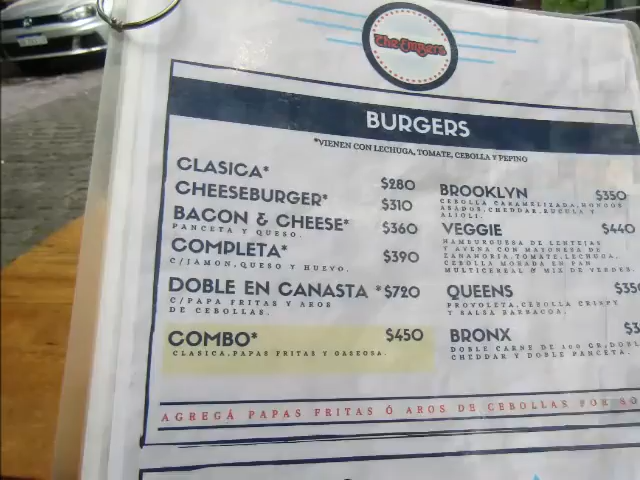 BURGERS
*VIENEN CON LECHUGA, TOMATE, CEBOLLA Y PEPINO
CLASICA* $280
CHEESEBURGER* $310
BACON & CHEESE* $360
PANCETA Y QUESO.
COMPLETA* $390
C/JAMON, QUESO Y HUEVO.
DOBLE EN CANASTA *$720
C/PAPA FRITAS Y AROS
DE CEBOLLAS.
COMBO* $450
CLASICA, PAPAS FRITAS Y GASEOSA.
BROOKLYN $350
CEBOLLA CARAMELIZADA, HONGOS
ASADOS, CHEDDAR, RUCULA Y
ALIOLI.
VEGGIE $440
HAMBURGUESA DE LENTEJAS
Y AVENA CON MAYONESA DE
ZANAHORIA, TOMATE, LECHUGA,
CEBOLLA MORADA EN PAN
MULTICEREAL & MIX DE VERDES.
QUEENS $35
PROVOLETA, CEBOLLA CRISPY
Y SALSA BARBACOA.
BRONX $3
DOBLE CARNE DE 100 GR, DOBL
CHEDDAR Y DOBLE PANCETA.
AGREGÁ PAPAS FRITAS Ó AROS DE CEBOLLAS POR